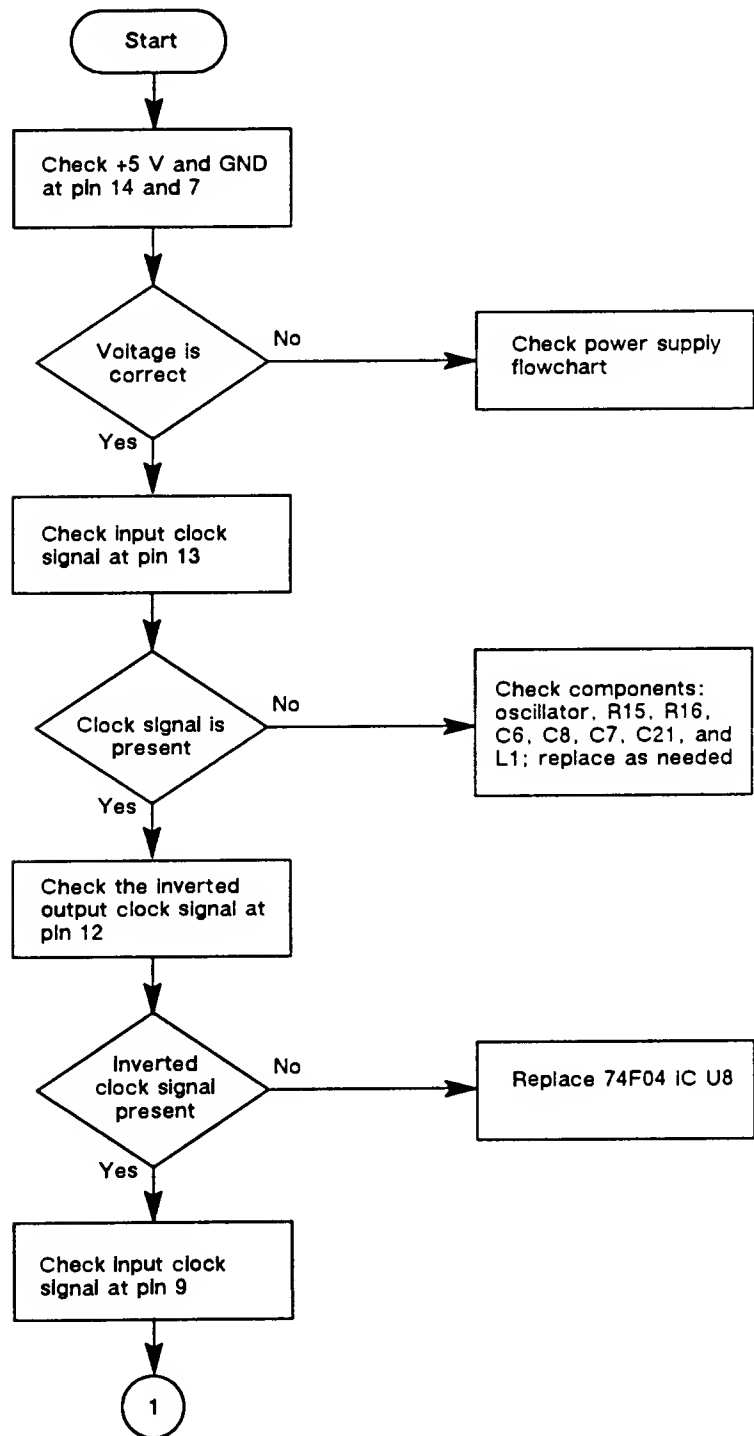 Start
Check +5 V and GND
at pin 14 and 7
Voltage is
correct
No
Check power supply
flowchart
Yes
Check input clock
signal at pin 13
Clock signal is
present
No
Check components:
oscillator, R15, R16,
C6, C8, C7, C21, and
L1; replace as needed
Yes
Check the inverted
output clock signal at
pin 12
Inverted
clock signal
present
No
Replace 74F04 IC U8
Yes
Check input clock
signal at pin 9
1